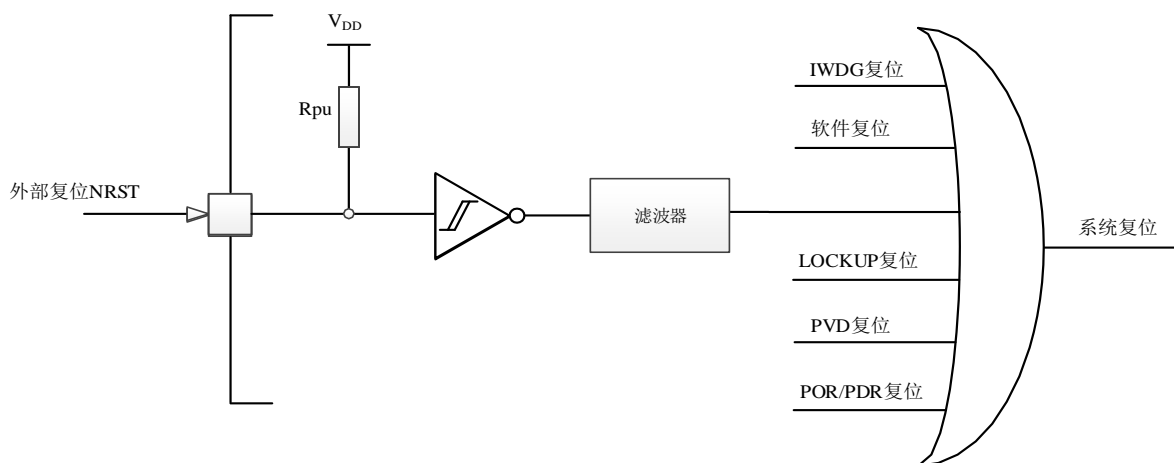 V_DD
Rpu
外部复位NRST
滤波器
IWDG复位
软件复位
LOCKUP复位
PVD复位
POR/PDR复位
系统复位